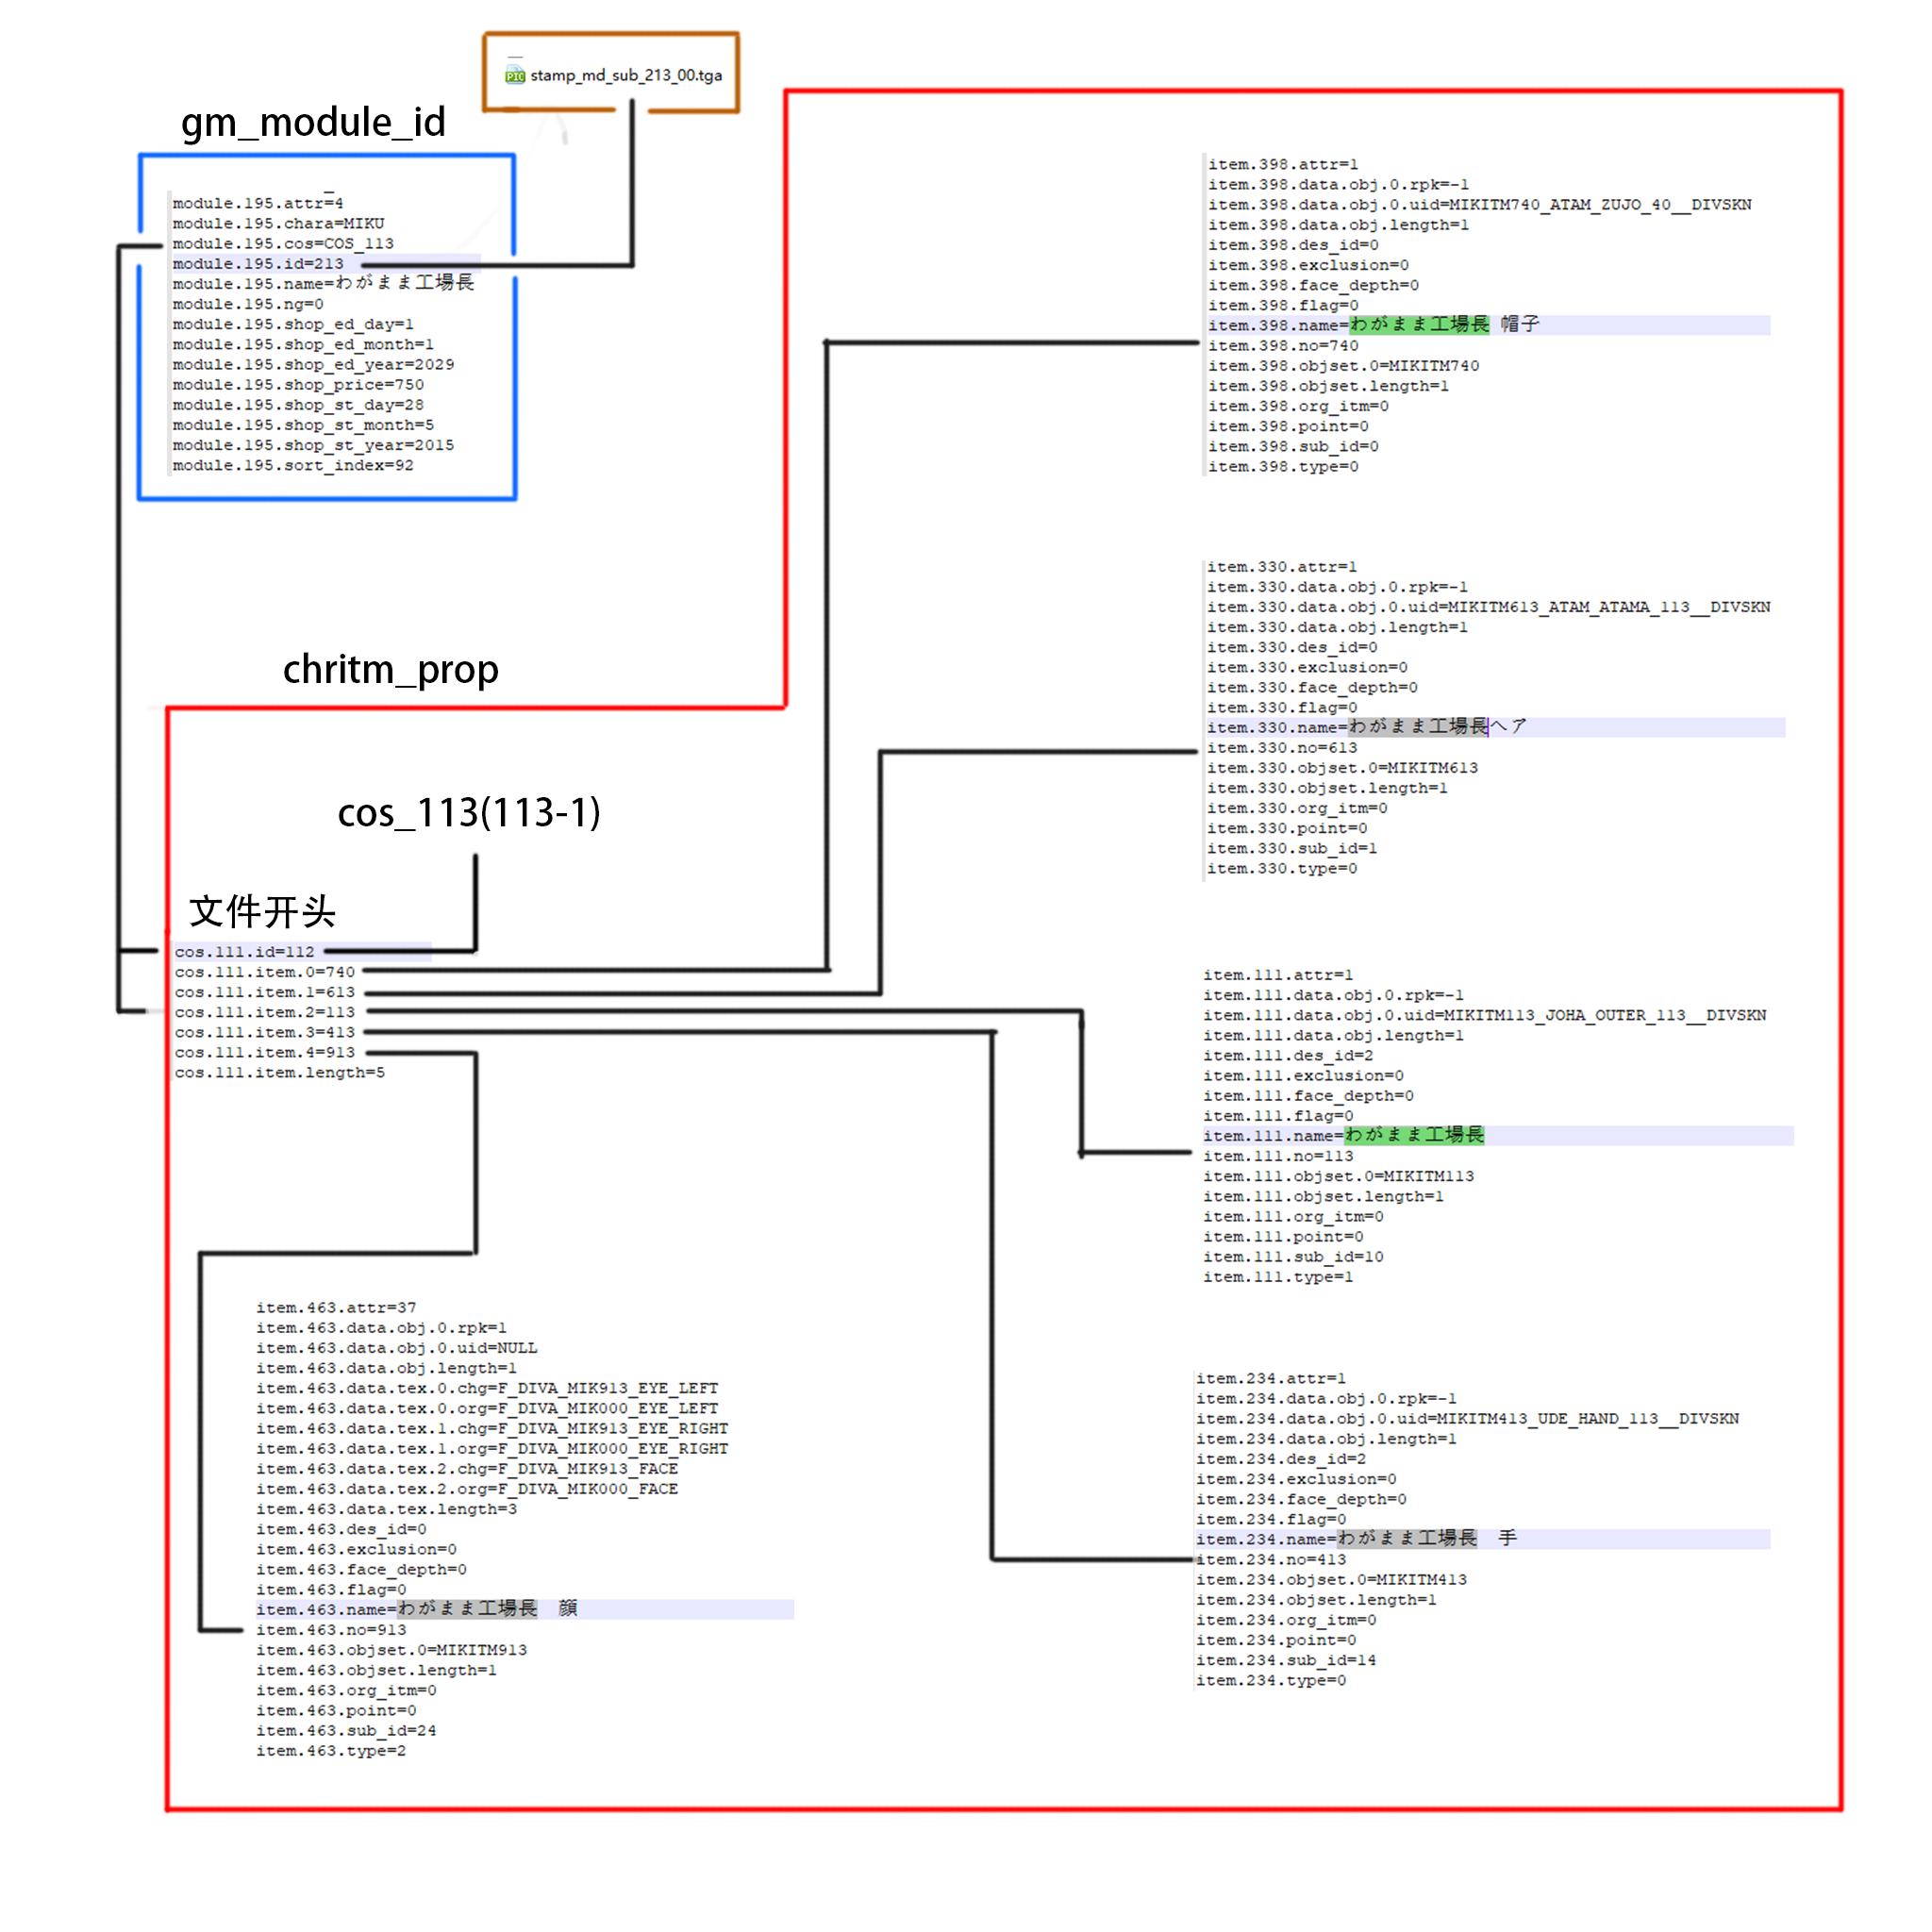 stamp_md_sub_213_00.tga
gm_module_id
module.195.attr=4
module.195.chara=MIKU
module.195.cos=COS_113
module.195.id=213
module.195.name=わがまま工場長
module.195.ng=0
module.195.shop_ed_day=1
module.195.shop_ed_month=1
module.195.shop_ed_year=2029
module.195.shop_price=750
module.195.shop_st_day=28
module.195.shop_st_month=5
module.195.shop_st_year=2015
module.195.sort_index=92
chritm_prop
cos_113(113-1)
文件开头
cos.111.id=112
cos.111.item.0=740
cos.111.item.1=613
cos.111.item.2=113
cos.111.item.3=413
cos.111.item.4=913
cos.111.item.length=5
item.398.attr=1
item.398.data.obj.0.rpk=-1
item.398.data.obj.0.uid=MIKITM740_ATAM_ZUJO_40__DIVSKN
item.398.data.obj.length=1
item.398.des_id=0
item.398.exclusion=0
item.398.face_depth=0
item.398.flag=0
item.398.name=わがまま工場長 帽子
item.398.no=740
item.398.objset.0=MIKITM740
item.398.objset.length=1
item.398.org_itm=0
item.398.point=0
item.398.sub_id=0
item.398.type=0
item.330.attr=1
item.330.data.obj.0.rpk=-1
item.330.data.obj.0.uid=MIKITM613_ATAM_ATAMA_113__DIVSKN
item.330.data.obj.length=1
item.330.des_id=0
item.330.exclusion=0
item.330.face_depth=0
item.330.flag=0
item.330.name=わがまま工場長ヘア
item.330.no=613
item.330.objset.0=MIKITM613
item.330.objset.length=1
item.330.org_itm=0
item.330.point=0
item.330.sub_id=1
item.330.type=0
item.111.attr=1
item.111.data.obj.0.rpk=-1
item.111.data.obj.0.uid=MIKITM113_JOHA_OUTER_113__DIVSKN
item.111.data.obj.length=1
item.111.des_id=2
item.111.exclusion=0
item.111.face_depth=0
item.111.flag=0
item.111.name=わがまま工場長
item.111.no=113
item.111.objset.0=MIKITM113
item.111.objset.length=1
item.111.org_itm=0
item.111.point=0
item.111.sub_id=10
item.111.type=1
item.234.attr=1
item.234.data.obj.0.rpk=-1
item.234.data.obj.0.uid=MIKITM413_UDE_HAND_113__DIVSKN
item.234.data.obj.length=1
item.234.des_id=2
item.234.exclusion=0
item.234.face_depth=0
item.234.flag=0
item.234.name=わがまま工場長　手
item.234.no=413
item.234.objset.0=MIKITM413
item.234.objset.length=1
item.234.org_itm=0
item.234.point=0
item.234.sub_id=14
item.234.type=0
item.463.attr=37
item.463.data.obj.0.rpk=1
item.463.data.obj.0.uid=NULL
item.463.data.obj.length=1
item.463.data.tex.0.chg=F_DIVA_MIK913_EYE_LEFT
item.463.data.tex.0.org=F_DIVA_MIK000_EYE_LEFT
item.463.data.tex.1.chg=F_DIVA_MIK913_EYE_RIGHT
item.463.data.tex.1.org=F_DIVA_MIK000_EYE_RIGHT
item.463.data.tex.2.chg=F_DIVA_MIK913_FACE
item.463.data.tex.2.org=F_DIVA_MIK000_FACE
item.463.data.tex.length=3
item.463.des_id=0
item.463.exclusion=0
item.463.face_depth=0
item.463.flag=0
item.463.name=わがまま工場長　顔
item.463.no=913
item.463.objset.0=MIKITM913
item.463.objset.length=1
item.463.org_itm=0
item.463.point=0
item.463.sub_id=24
item.463.type=2